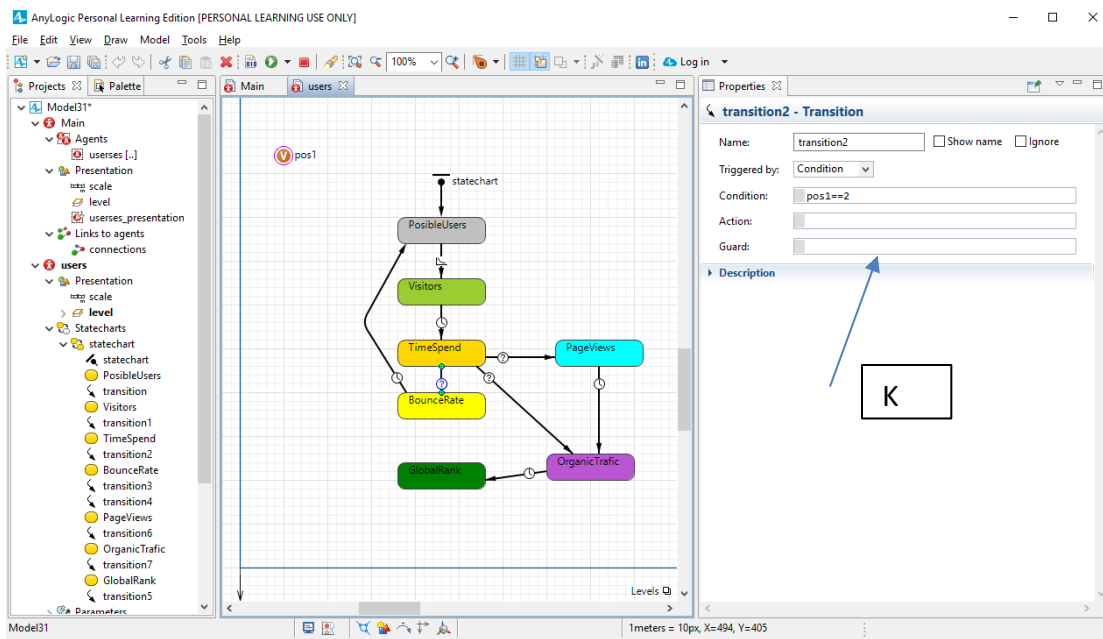 AnyLogic Personal Learning Edition [PERSONAL LEARNING USE ONLY]
File Edit View Draw Model Tools Help
100%
Log in
Projects
Palette
Model31*
Main
Agents
userses [..]
Presentation
scale
level
userses_presentation
Links to agents
connections
users
Presentation
scale
level
Statecharts
statechart
statechart
PosibleUsers
transition
Visitors
transition1
TimeSpend
transition2
BounceRate
transition3
transition4
PageViews
transition6
OrganicTrafic
transition7
GlobalRank
transition5
Parameters
Main
users
V pos1
statechart
PosibleUsers
Visitors
TimeSpend
PageViews
?
?
?
BounceRate
OrganicTrafic
GlobalRank
Levels
Properties
transition2 - Transition
Name: transition2 Show name Ignore
Triggered by: Condition
Condition: pos1==2
Action:
Guard:
Description
K
Model31
1meters = 10px, X=494, Y=405